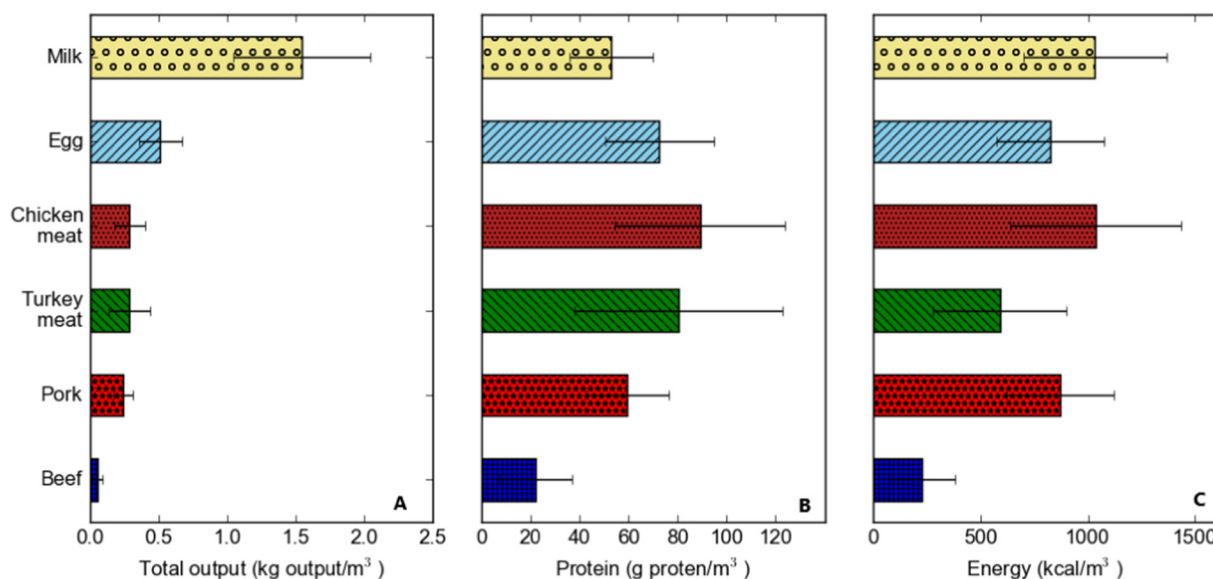 Milk
Egg
Chicken
meat
Turkey
meat
Pork
Beef
A
B
C
0.0 0.5 1.0 1.5 2.0 2.5
0 20 40 60 80 100 120
0 500 1000 1500
Total output (kg output/m³ )
Protein (g proten/m³ )
Energy (kcal/m³ )